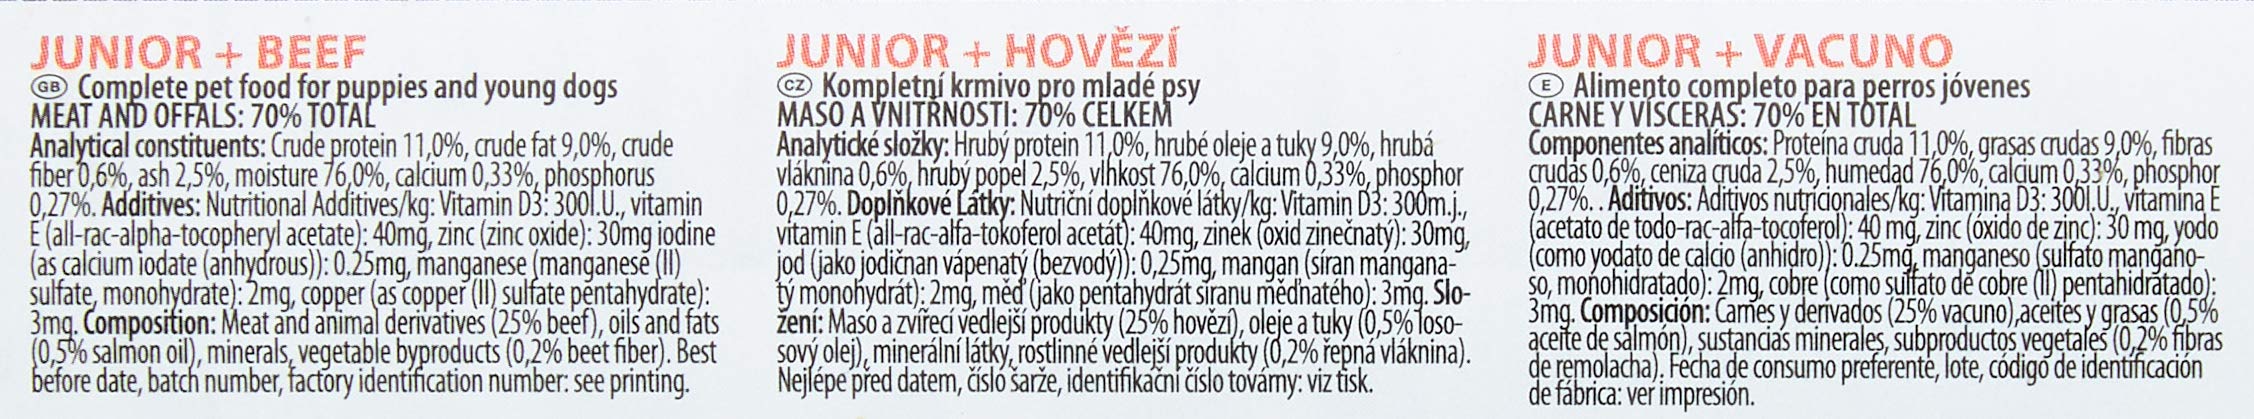 JUNIOR + BEEF
GB Complete pet food for puppies and young dogs
MEAT AND OFFALS: 70% TOTAL
Analytical constituents: Crude protein 11,0%, crude fat 9,0%, crude
fiber 0,6%, ash 2,5%, moisture 76,0%, calcium 0,33%, phosphorus
0,27%. Additives: Nutritional Additives/kg: Vitamin D3: 300I.U., vitamin
E (all-rac-alpha-tocopheryl acetate): 40mg, zinc (zinc oxide): 30mg iodine
(as calcium iodate (anhydrous)): 0.25mg, manganese (manganese (II)
sulfate, monohydrate): 2mg, copper (as copper (II) sulfate pentahydrate):
3mg. Composition: Meat and animal derivatives (25% beef), oils and fats
(0,5% salmon oil), minerals, vegetable byproducts (0,2% beet fiber). Best
before date, batch number, factory identification number: see printing.
JUNIOR + HOVĚZÍ
CZ Kompletní krmivo pro mladé psy
MASO A VNITŘNOSTI: 70% CELKEM
Analytické složky: Hrubý protein 11,0%, hrubé oleje a tuky 9,0%, hrubá
vláknina 0,6%, hrubý popel 2,5%, vlhkost 76,0%, calcium 0,33%, phosphor
0,27%. Doplňkové Látky: Nutriční doplňkové látky/kg: Vitamin D3: 300m.j.,
vitamin E (all-rac-alfa-tokoferol acetát): 40mg, zinek (oxid zinečnatý): 30mg,
jod (jako jodičnan vápenatý (bezvodý)): 0,25mg, mangan (síran mangana-
tý monohydrát): 2mg, měď (jako pentahydrát síranu měďnatého): 3mg. Slo-
žení: Maso a zvířecí vedlejší produkty (25% hovězí), oleje a tuky (0,5% loso-
sový olej), minerální látky, rostlinné vedlejší produkty (0,2% řepná vláknina).
Nejlépe před datem, číslo šarže, identifikační číslo továrny: viz tisk.
JUNIOR + VACUNO
E Alimento completo para perros jóvenes
CARNE Y VÍSCERAS: 70% EN TOTAL
Componentes analíticos: Proteína cruda 11,0%, grasas crudas 9,0%, fibras
crudas 0,6%, ceniza cruda 2,5%, humedad 76,0%, calcium 0,33%, phosphor
0,27%. . Aditivos: Aditivos nutricionales/kg: Vitamina D3: 300I.U., vitamina E
(acetato de todo-rac-alfa-tocoferol): 40 mg, zinc (óxido de zinc): 30 mg, yodo
(como yodato de calcio (anhidro)): 0.25mg, manganeso (sulfato mangano-
so, monohidratado): 2mg, cobre (como sulfato de cobre (II) pentahidratado):
3mg. Composición: Carnes y derivados (25% vacuno),aceites y grasas (0,5%
aceite de salmón), sustancias minerales, subproductos vegetales (0,2% fibras
de remolacha). Fecha de consumo preferente, lote, código de identificación
de fábrica: ver impresión.